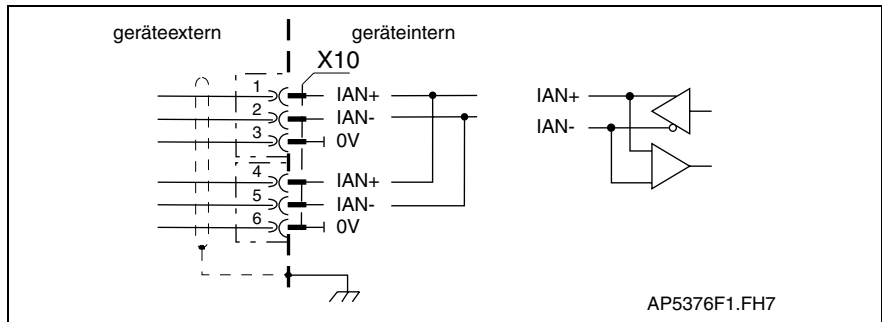 geräteextern
geräteintern
X10
1 IAN+
2 IAN-
3 0V
4 IAN+
5 IAN-
6 0V
IAN+
IAN-
AP5376F1.FH7